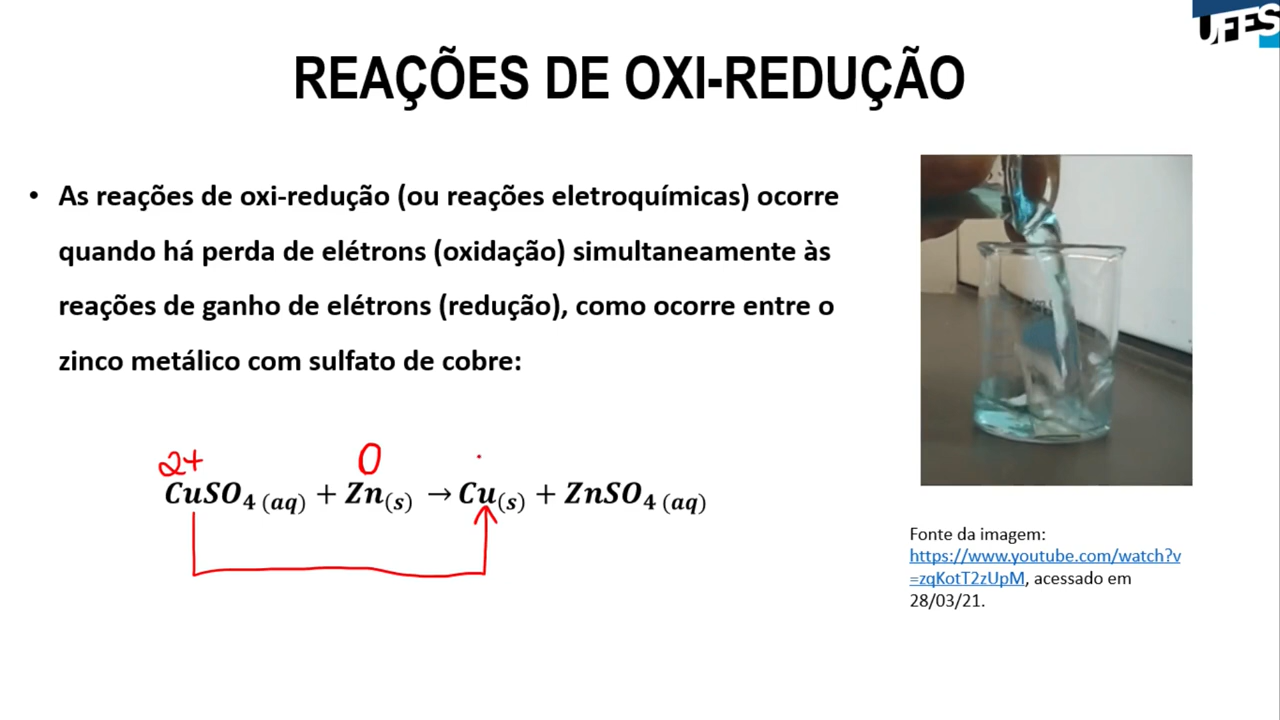 UFES
REAÇÕES DE OXI-REDUÇÃO
• As reações de oxi-redução (ou reações eletroquímicas) ocorre
quando há perda de elétrons (oxidação) simultaneamente às
reações de ganho de elétrons (redução), como ocorre entre o
zinco metálico com sulfato de cobre:
2+ 0
CuSO₄ (aq) + Zn(s) → Cu(s) + ZnSO₄ (aq)
Fonte da imagem:
https://www.youtube.com/watch?v
=zqKotT2zUpM, acessado em
28/03/21.